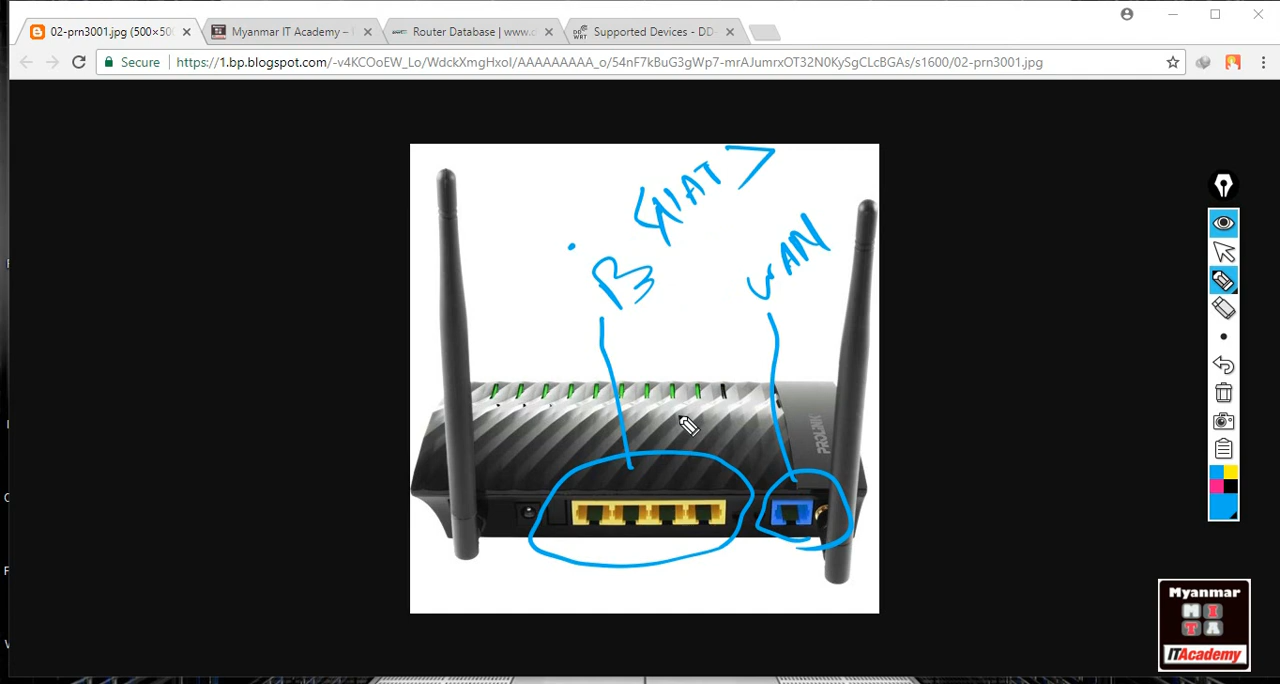 02-prn3001.jpg (500×50
Myanmar IT Academy –
Router Database | www.d
Supported Devices - DD-
Secure
https://1.bp.blogspot.com/-v4KCOoEW_Lo/WdckXmgHxoI/AAAAAAAAA_o/54nF7kBuG3gWp7-mrAJumrxOT32N0KySgCLcBGAs/s1600/02-prn3001.jpg
WAN
PROLiNK
Myanmar
M I
T A
ITAcademy